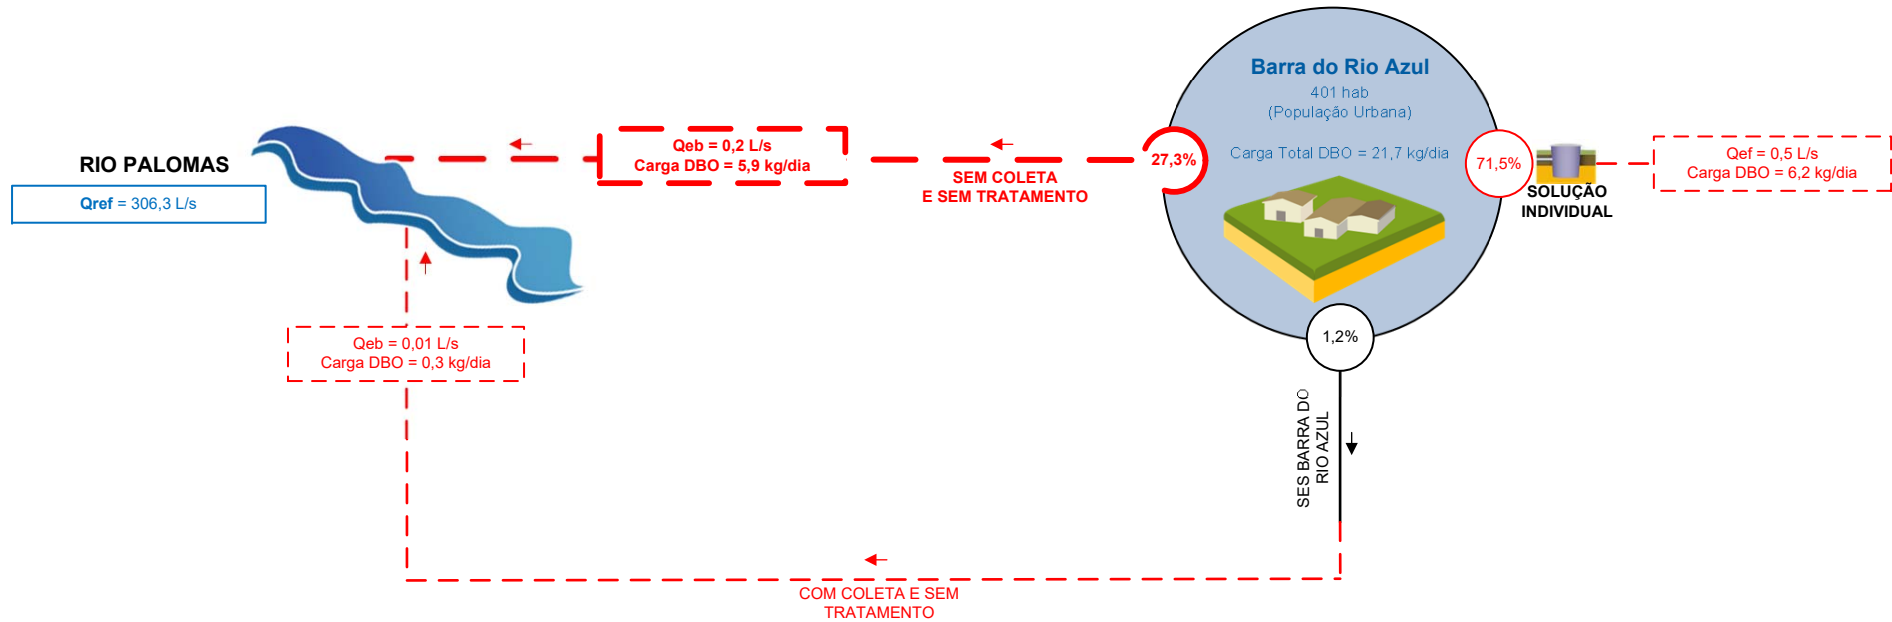 RIO PALOMAS
Qref = 306,3 L/s
Qeb = 0,2 L/s
Carga DBO = 5,9 kg/dia
SEM COLETA
E SEM TRATAMENTO
27,3%
Barra do Rio Azul
401 hab
(População Urbana)
Carga Total DBO = 21,7 kg/dia
71,5%
SOLUÇÃO
INDIVIDUAL
Qef = 0,5 L/s
Carga DBO = 6,2 kg/dia
1,2%
SES BARRA DO
RIO AZUL
Qeb = 0,01 L/s
Carga DBO = 0,3 kg/dia
COM COLETA E SEM
TRATAMENTO